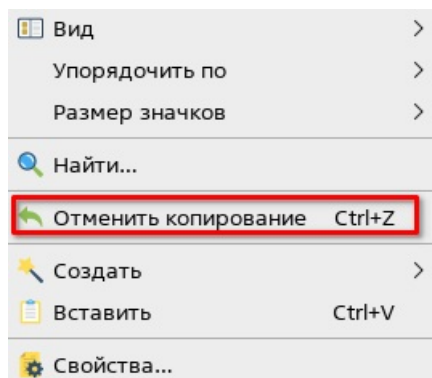 Вид
Упорядочить по
Размер значков
Найти...
Отменить копирование Ctrl+Z
Создать
Вставить Ctrl+V
Свойства...